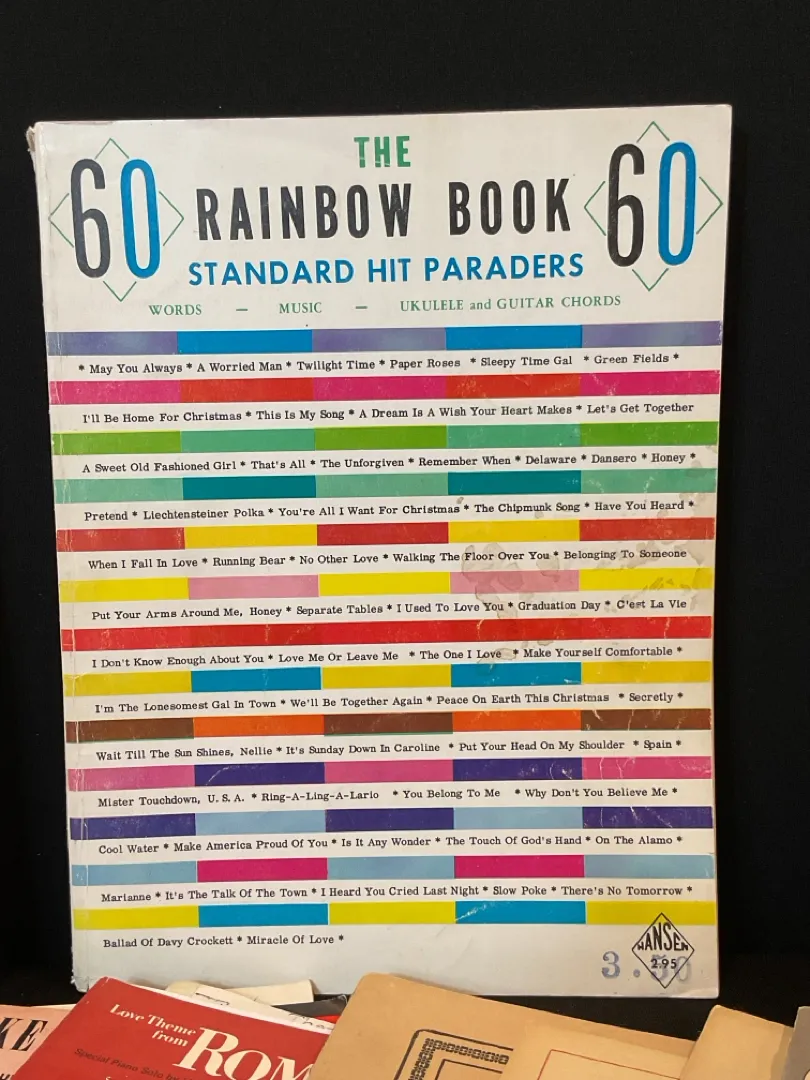 THE
60 RAINBOW BOOK 60
STANDARD HIT PARADERS
WORDS — MUSIC — UKULELE and GUITAR CHORDS
* May You Always * A Worried Man * Twilight Time * Paper Roses * Sleepy Time Gal * Green Fields *
I'll Be Home For Christmas * This Is My Song * A Dream Is A Wish Your Heart Makes * Let's Get Together
A Sweet Old Fashioned Girl * That's All * The Unforgiven * Remember When * Delaware * Dansero * Honey *
Pretend * Liechtensteiner Polka * You're All I Want For Christmas * The Chipmunk Song * Have You Heard *
When I Fall In Love * Running Bear * No Other Love * Walking The Floor Over You * Belonging To Someone
Put Your Arms Around Me, Honey * Separate Tables * I Used To Love You * Graduation Day * C'est La Vie
I Don't Know Enough About You * Love Me Or Leave Me * The One I Love * Make Yourself Comfortable *
I'm The Lonesomest Gal In Town * We'll Be Together Again * Peace On Earth This Christmas * Secretly *
Wait Till The Sun Shines, Nellie * It's Sunday Down In Caroline * Put Your Head On My Shoulder * Spain *
Mister Touchdown, U. S. A. * Ring-A-Ling-A-Lario * You Belong To Me * Why Don't You Believe Me *
Cool Water * Make America Proud Of You * Is It Any Wonder * The Touch Of God's Hand * On The Alamo *
Marianne * It's The Talk Of The Town * I Heard You Cried Last Night * Slow Poke * There's No Tomorrow *
Ballad Of Davy Crockett * Miracle Of Love *
HANSEN
3.50 2.95
Love Theme
from
ROM
Special Piano Solo
KE